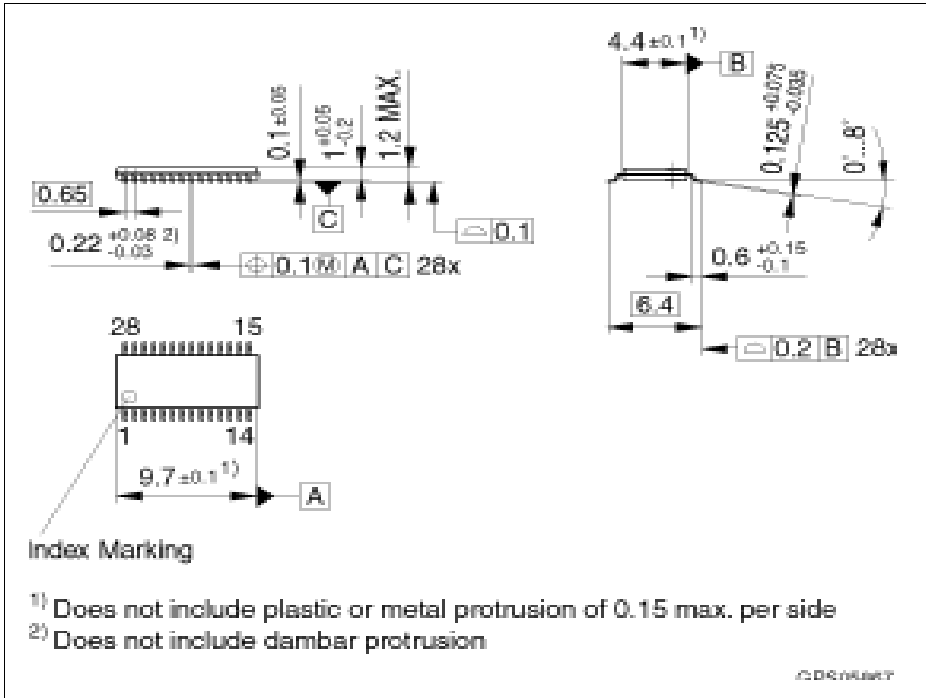 4.4 ±0.1 1)
B
0.1 ±0.05
1 +0.05 -0.2
1.2 MAX.
0.125 +0.075 -0.035
0°...8°
0.65
C
0.1
0.22 +0.08 2) -0.03
0.1 Ⓜ A C 28x
0.6 +0.15 -0.1
6.4
0.2 B 28x
28 15
1 14
9.7 ±0.1 1)
A
Index Marking
1) Does not include plastic or metal protrusion of 0.15 max. per side
2) Does not include dambar protrusion